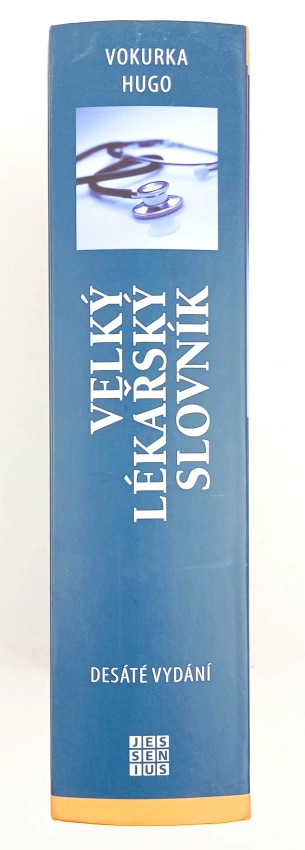 VOKURKA
HUGO
VELKÝ
LÉKAŘSKÝ
SLOVNÍK
DESÁTÉ VYDÁNÍ
JES
SEN
IUS